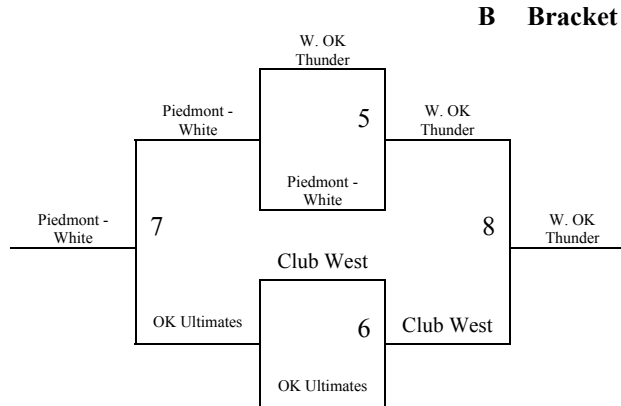 B Bracket
W. OK
Thunder
Piedmont -
White
5
W. OK
Thunder
Piedmont -
White
Piedmont -
White
7
8
W. OK
Thunder
Club West
OK Ultimates
6
Club West
OK Ultimates